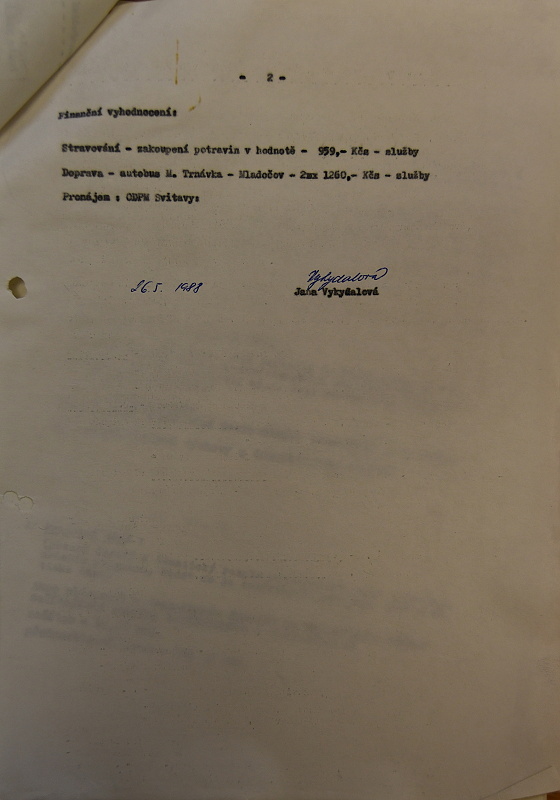 - 2 -
Finanční vyhodnocení:
Stravování - zakoupení potravin v hodnotě - 959,- Kčs - služby
Doprava - autobus M. Trnávka - Mladočov - 2xx 1260,- Kčs - služby
Pronájem : ODPM Svitavy:
26.5. 1988 Vykydalová
Jana Vykydalová